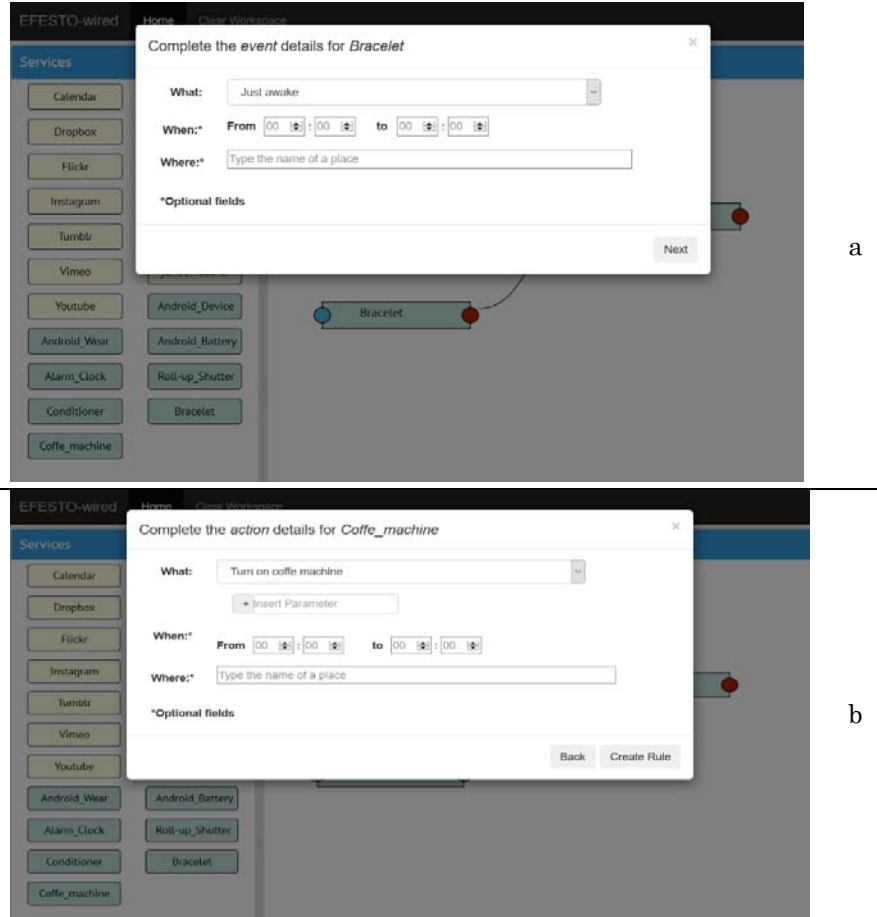 EFESTO-wired Home Clear Workspace
Complete the event details for Bracelet ×
Services
What: Just awake
When:* From 00 : 00 to 00 : 00
Where:* Type the name of a place
*Optional fields
Next
Calendar
Dropbox
Flickr
Instagram
Tumblr
Vimeo
Youtube Android_Device
Android_Wear Android_Battery
Alarm_Clock Roll-up_Shutter
Conditioner Bracelet
Coffe_machine
Bracelet
a
EFESTO-wired Home Clear Workspace
Complete the action details for Coffe_machine ×
Services
What: Turn on coffe machine
+ Insert Parameter
When:* From 00 : 00 to 00 : 00
Where:* Type the name of a place
*Optional fields
Back Create Rule
Calendar
Dropbox
Flickr
Instagram
Tumblr
Vimeo
Youtube
Android_Wear Android_Battery
Alarm_Clock Roll-up_Shutter
Conditioner Bracelet
Coffe_machine
b